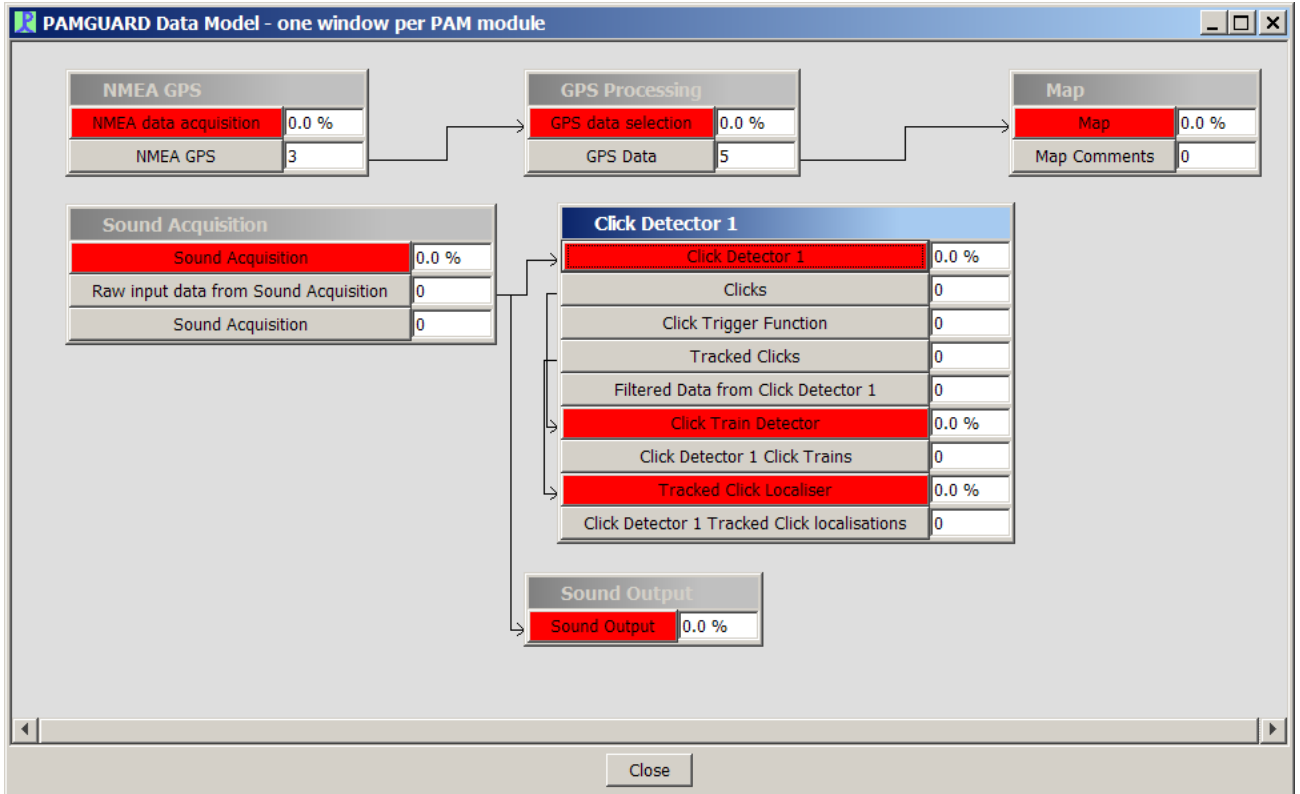 PAMGUARD Data Model - one window per PAM module
NMEA GPS
NMEA data acquisition 0.0 %
NMEA GPS 3
GPS Processing
GPS data selection 0.0 %
GPS Data 5
Map
Map 0.0 %
Map Comments 0
Sound Acquisition
Sound Acquisition 0.0 %
Raw input data from Sound Acquisition 0
Sound Acquisition 0
Click Detector 1
Click Detector 1 0.0 %
Clicks 0
Click Trigger Function 0
Tracked Clicks 0
Filtered Data from Click Detector 1 0
Click Train Detector 0.0 %
Click Detector 1 Click Trains 0
Tracked Click Localiser 0.0 %
Click Detector 1 Tracked Click localisations 0
Sound Output
Sound Output 0.0 %
Close